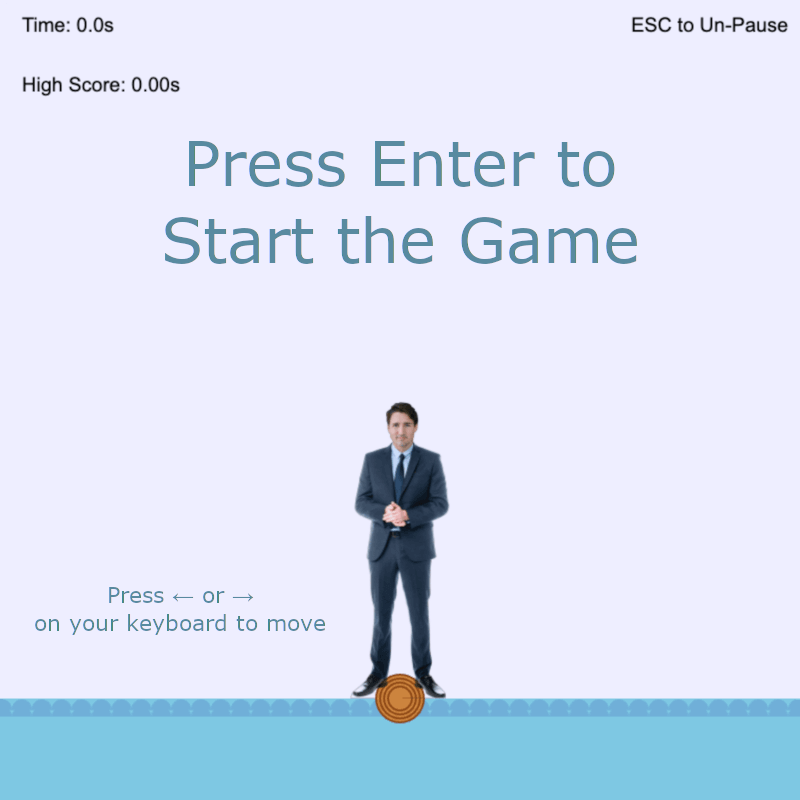 Time: 0.0s
ESC to Un-Pause
High Score: 0.00s
Press Enter to
Start the Game
Press ← or →
on your keyboard to move